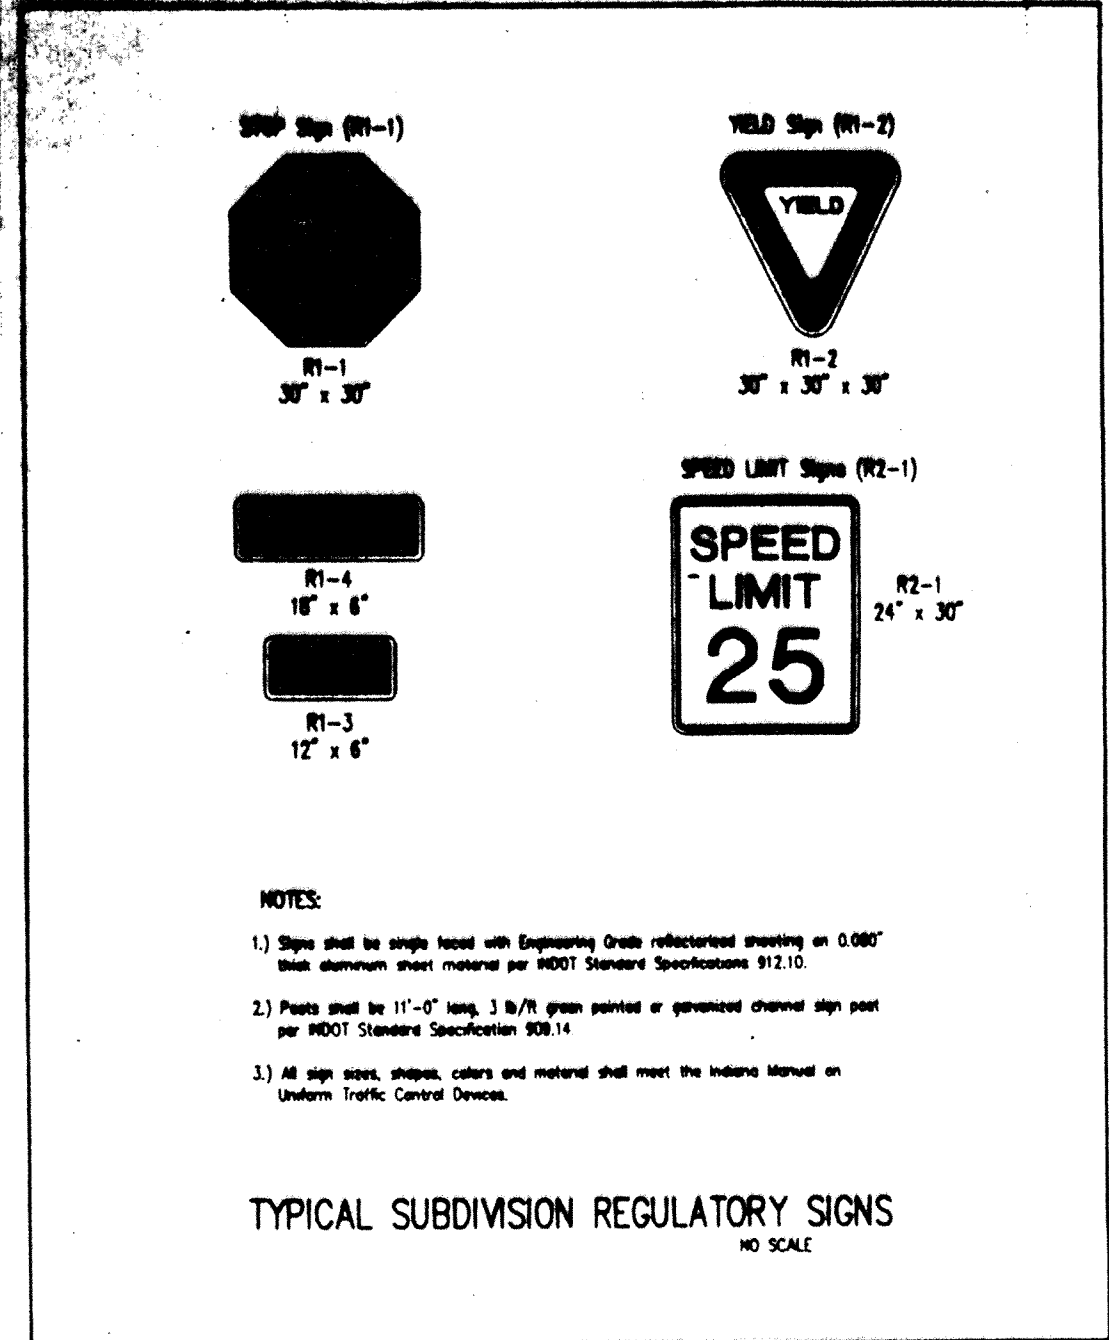 STOP Sign (R1-1)
R1-1
30" x 30"
YIELD Sign (R1-2)
YIELD
R1-2
30" x 30" x 30"
R1-4
18" x 6"
R1-3
12" x 6"
SPEED LIMIT Signs (R2-1)
SPEED
LIMIT
25
R2-1
24" x 30"
NOTES:
1.) Signs shall be single faced with Engineering Grade reflectorized sheeting on 0.080"
thick aluminum sheet material per INDOT Standard Specifications 912.10.
2.) Posts shall be 11'-0" long, 3 lb/ft green painted or galvanized channel sign post
per INDOT Standard Specification 909.14
3.) All sign sizes, shapes, colors and material shall meet the Indiana Manual on
Uniform Traffic Control Devices.
TYPICAL SUBDIVISION REGULATORY SIGNS
NO SCALE